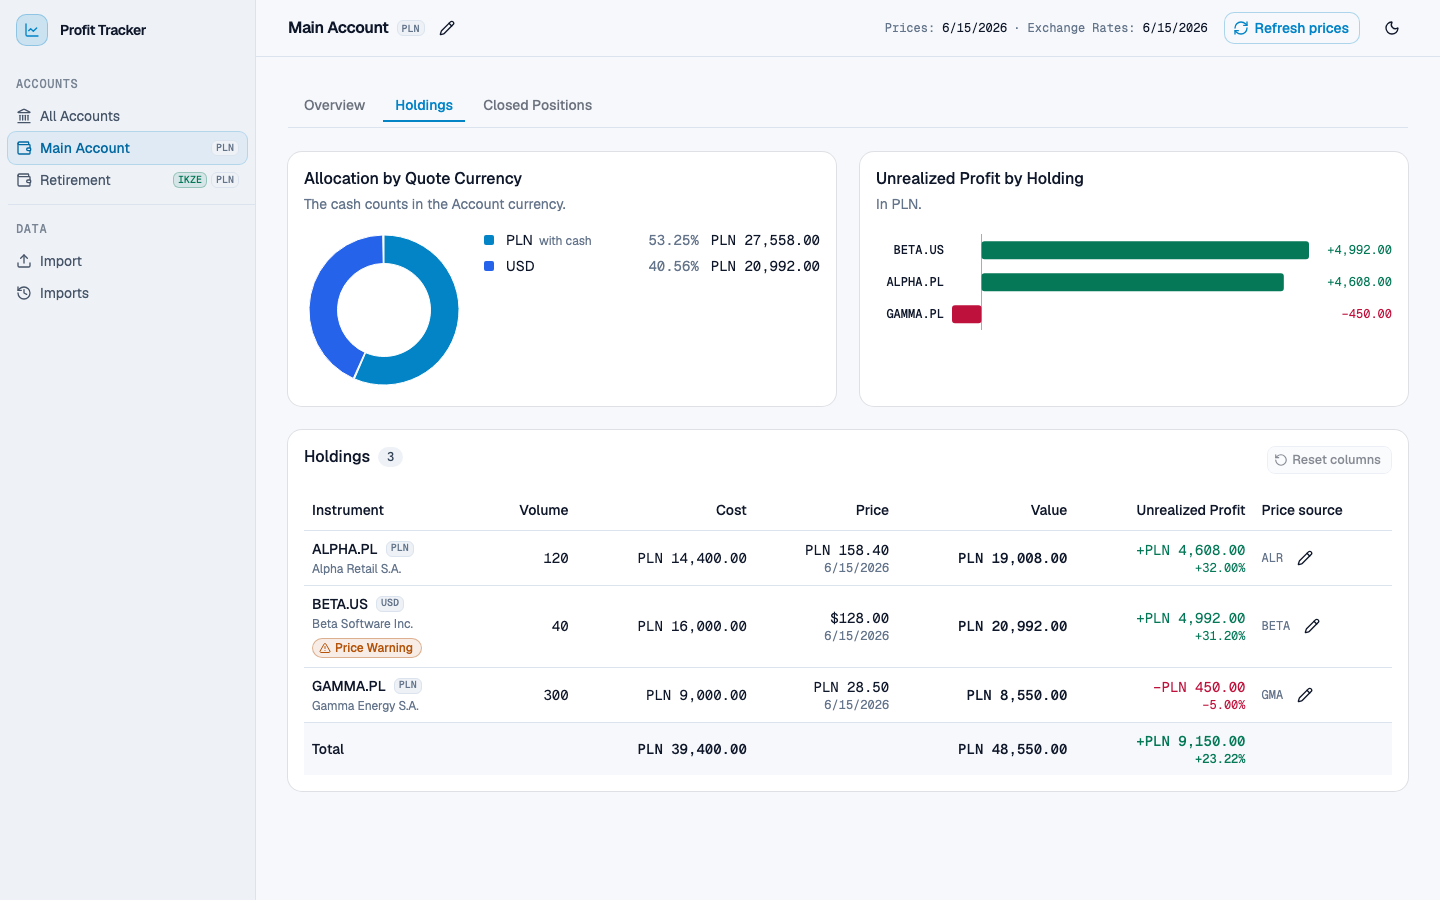 Profit Tracker
ACCOUNTS
All Accounts
Main Account PLN
Retirement IKZE PLN
DATA
Import
Imports
Main Account PLN
Prices: 6/15/2026 · Exchange Rates: 6/15/2026
Refresh prices
Overview Holdings Closed Positions
Allocation by Quote Currency
The cash counts in the Account currency.
PLN with cash 53.25% PLN 27,558.00
USD 40.56% PLN 20,992.00
Unrealized Profit by Holding
In PLN.
BETA.US +4,992.00
ALPHA.PL +4,608.00
GAMMA.PL −450.00
Holdings 3
Reset columns
Instrument Volume Cost Price Value Unrealized Profit Price source
ALPHA.PL PLN 120 PLN 14,400.00 PLN 158.40 PLN 19,008.00 +PLN 4,608.00 ALR
Alpha Retail S.A. 6/15/2026 +32.00%
BETA.US USD 40 PLN 16,000.00 $128.00 PLN 20,992.00 +PLN 4,992.00 BETA
Beta Software Inc. 6/15/2026 +31.20%
Price Warning
GAMMA.PL PLN 300 PLN 9,000.00 PLN 28.50 PLN 8,550.00 −PLN 450.00 GMA
Gamma Energy S.A. 6/15/2026 −5.00%
Total PLN 39,400.00 PLN 48,550.00 +PLN 9,150.00
+23.22%